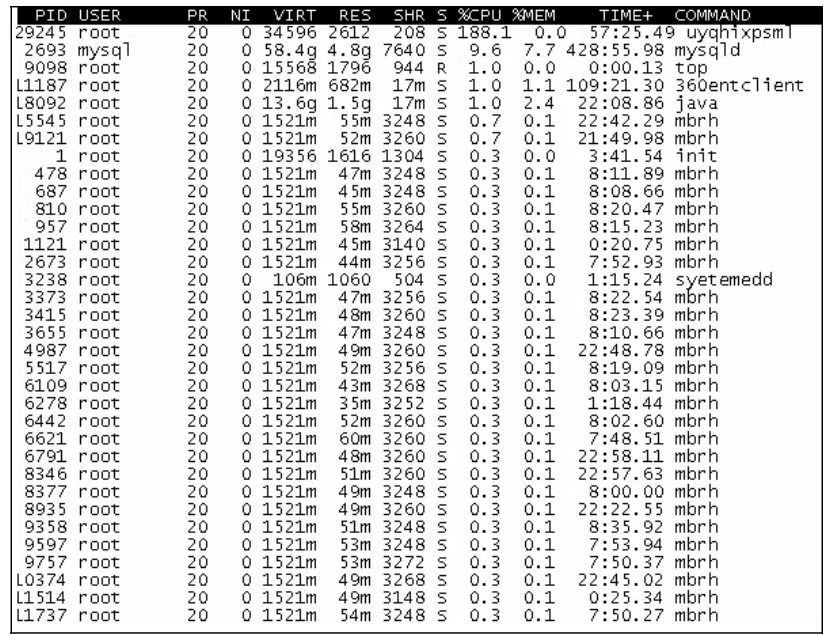 PID USER PR NI VIRT RES SHR S %CPU %MEM TIME+ COMMAND
29245 root 20 0 34596 2612 208 S 188.1 0.0 57:25.49 uyqhixpsml
2693 mysql 20 0 58.4g 4.8g 7640 S 9.6 7.7 428:55.98 mysqld
9098 root 20 0 15568 1796 944 R 1.0 0.0 0:00.13 top
11187 root 20 0 2116m 682m 17m S 1.0 1.1 109:21.30 360entclient
18092 root 20 0 13.6g 1.5g 17m S 1.0 2.4 22:08.86 java
15545 root 20 0 1521m 55m 3248 S 0.7 0.1 22:42.29 mbrh
19121 root 20 0 1521m 52m 3260 S 0.7 0.1 21:49.98 mbrh
1 root 20 0 19356 1616 1304 S 0.3 0.0 3:41.54 init
478 root 20 0 1521m 47m 3248 S 0.3 0.1 8:11.89 mbrh
687 root 20 0 1521m 45m 3248 S 0.3 0.1 8:08.66 mbrh
810 root 20 0 1521m 55m 3260 S 0.3 0.1 8:20.47 mbrh
957 root 20 0 1521m 58m 3264 S 0.3 0.1 8:15.23 mbrh
1121 root 20 0 1521m 45m 3140 S 0.3 0.1 0:20.75 mbrh
2673 root 20 0 1521m 44m 3256 S 0.3 0.1 7:52.93 mbrh
3238 root 20 0 106m 1060 504 S 0.3 0.0 1:15.24 syetemedd
3373 root 20 0 1521m 47m 3256 S 0.3 0.1 8:22.54 mbrh
3415 root 20 0 1521m 48m 3260 S 0.3 0.1 8:23.39 mbrh
3655 root 20 0 1521m 47m 3248 S 0.3 0.1 8:10.66 mbrh
4987 root 20 0 1521m 49m 3260 S 0.3 0.1 22:48.78 mbrh
5517 root 20 0 1521m 52m 3256 S 0.3 0.1 8:19.09 mbrh
6109 root 20 0 1521m 43m 3268 S 0.3 0.1 8:03.15 mbrh
6278 root 20 0 1521m 35m 3252 S 0.3 0.1 1:18.44 mbrh
6442 root 20 0 1521m 52m 3260 S 0.3 0.1 8:02.60 mbrh
6621 root 20 0 1521m 60m 3260 S 0.3 0.1 7:48.51 mbrh
6791 root 20 0 1521m 48m 3260 S 0.3 0.1 22:58.11 mbrh
8346 root 20 0 1521m 51m 3260 S 0.3 0.1 22:57.63 mbrh
8377 root 20 0 1521m 49m 3248 S 0.3 0.1 8:00.00 mbrh
8935 root 20 0 1521m 49m 3260 S 0.3 0.1 22:22.55 mbrh
9358 root 20 0 1521m 51m 3248 S 0.3 0.1 8:35.92 mbrh
9597 root 20 0 1521m 53m 3248 S 0.3 0.1 7:53.94 mbrh
9757 root 20 0 1521m 53m 3272 S 0.3 0.1 7:50.37 mbrh
10374 root 20 0 1521m 49m 3268 S 0.3 0.1 22:45.02 mbrh
11514 root 20 0 1521m 49m 3148 S 0.3 0.1 0:25.34 mbrh
11737 root 20 0 1521m 54m 3248 S 0.3 0.1 7:50.27 mbrh